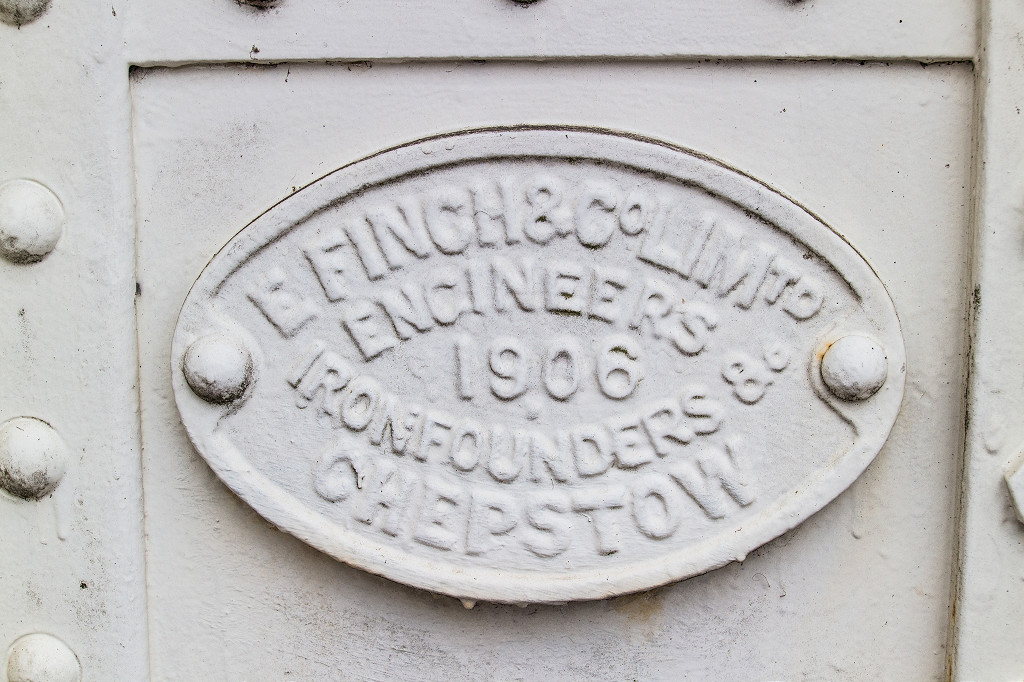 E FINCH & Co LIMTD
ENGINEERS
1906
IRONFOUNDERS &c
CHEPSTOW